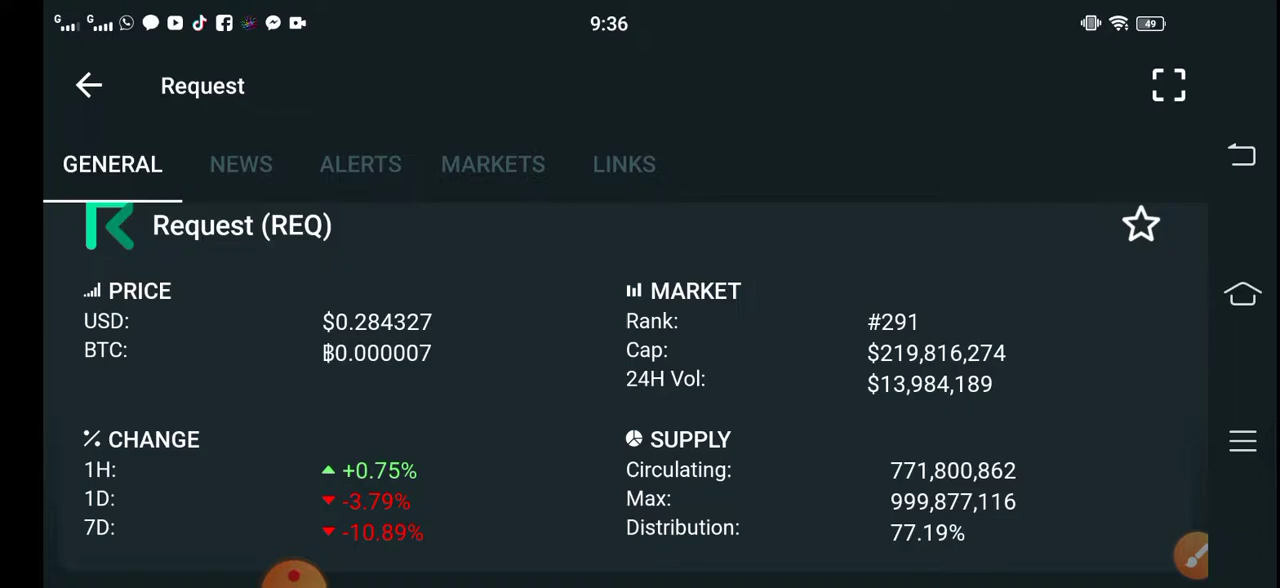 9:36
49
Request
GENERAL NEWS ALERTS MARKETS LINKS
Request (REQ)
PRICE
USD: $0.284327
BTC: ฿0.000007
MARKET
Rank: #291
Cap: $219,816,274
24H Vol: $13,984,189
CHANGE
1H: +0.75%
1D: -3.79%
7D: -10.89%
SUPPLY
Circulating: 771,800,862
Max: 999,877,116
Distribution: 77.19%